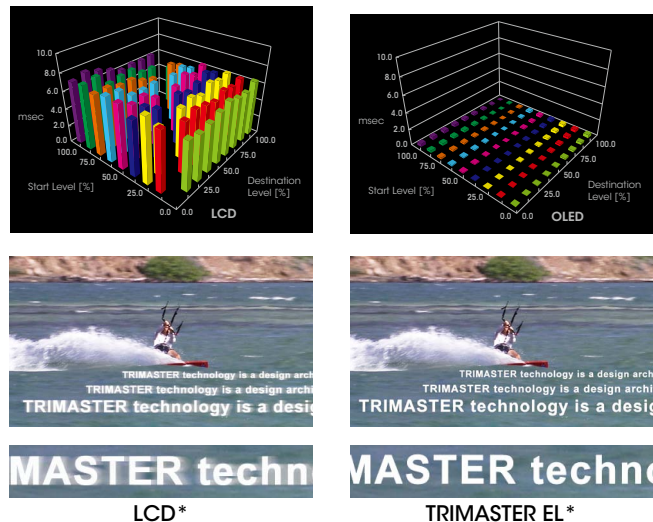 10.0
8.0
6.0
4.0
2.0
0.0
msec
100.0
75.0
50.0
25.0
0.0
Start Level [%]
0.0
25.0
50.0
75.0
100.0
Destination
Level [%]
LCD
10.0
8.0
6.0
4.0
2.0
0.0
msec
100.0
75.0
50.0
25.0
0.0
Start Level [%]
0.0
25.0
50.0
75.0
100.0
Destination
Level [%]
OLED
TRIMASTER technology is a design archi
TRIMASTER technology is a design archi
TRIMASTER technology is a desig
TRIMASTER technology is a design archi
TRIMASTER technology is a design archi
TRIMASTER technology is a desig
MASTER techn
MASTER techno
LCD*
TRIMASTER EL*